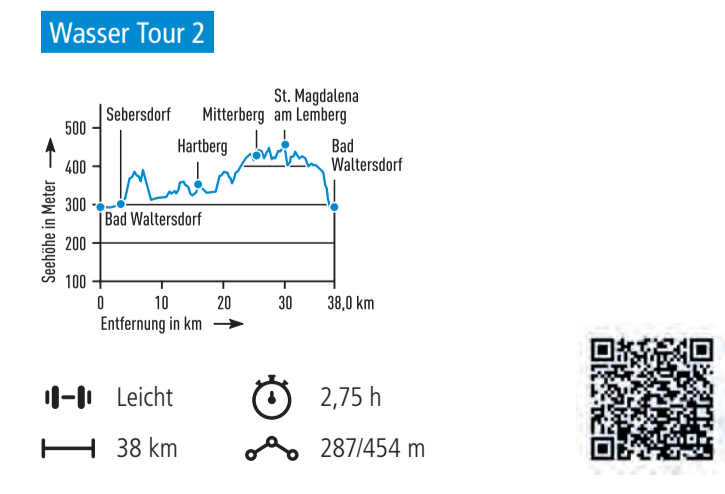 Wasser Tour 2
St. Magdalena
am Lemberg
Sebersdorf
Mitterberg
Hartberg
Bad
Waltersdorf
Bad Waltersdorf
Seehöhe in Meter
500
400
300
200
100
0
10
20
30
38,0 km
Entfernung in km
Leicht
2,75 h
38 km
287/454 m